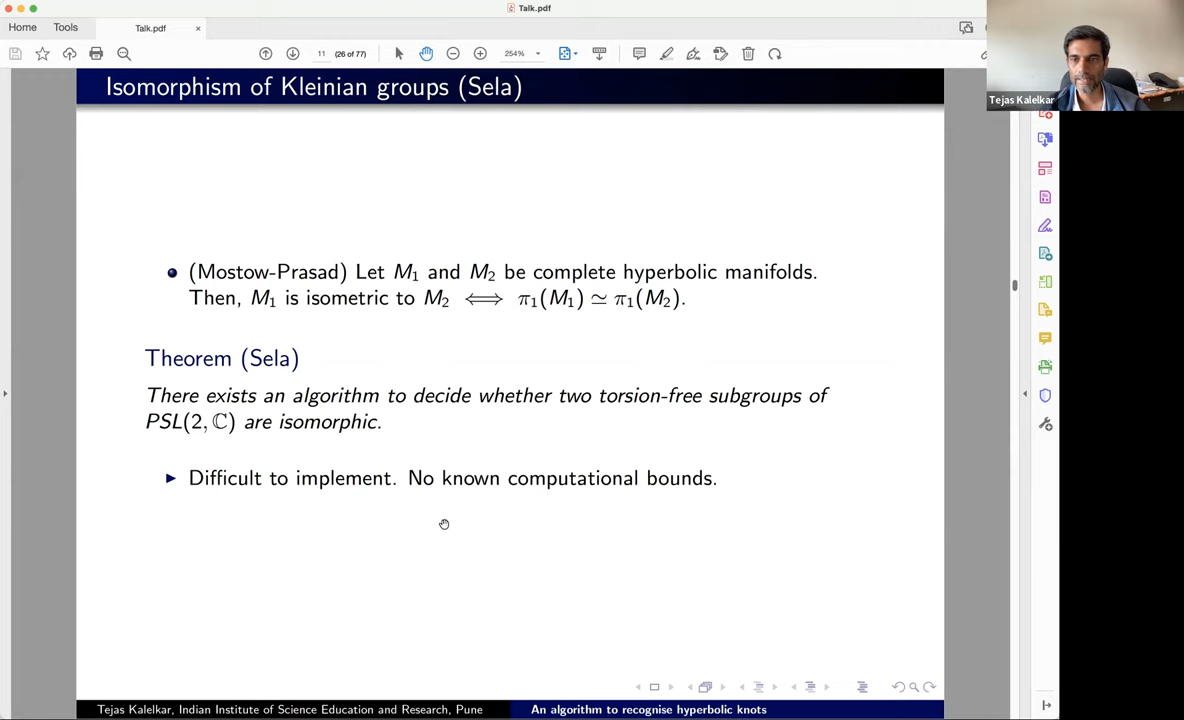 Talk.pdf
Home
Tools
Talk.pdf
×
11
(26 of 77)
254%
Tejas Kalelkar
Isomorphism of Kleinian groups (Sela)
(Mostow-Prasad) Let M₁ and M₂ be complete hyperbolic manifolds.
Then, M₁ is isometric to M₂ ⟺ π₁(M₁) ≃ π₁(M₂).
Theorem (Sela)
There exists an algorithm to decide whether two torsion-free subgroups of
PSL(2, ℂ) are isomorphic.
Difficult to implement. No known computational bounds.
Tejas Kalelkar, Indian Institute of Science Education and Research, Pune
An algorithm to recognise hyperbolic knots